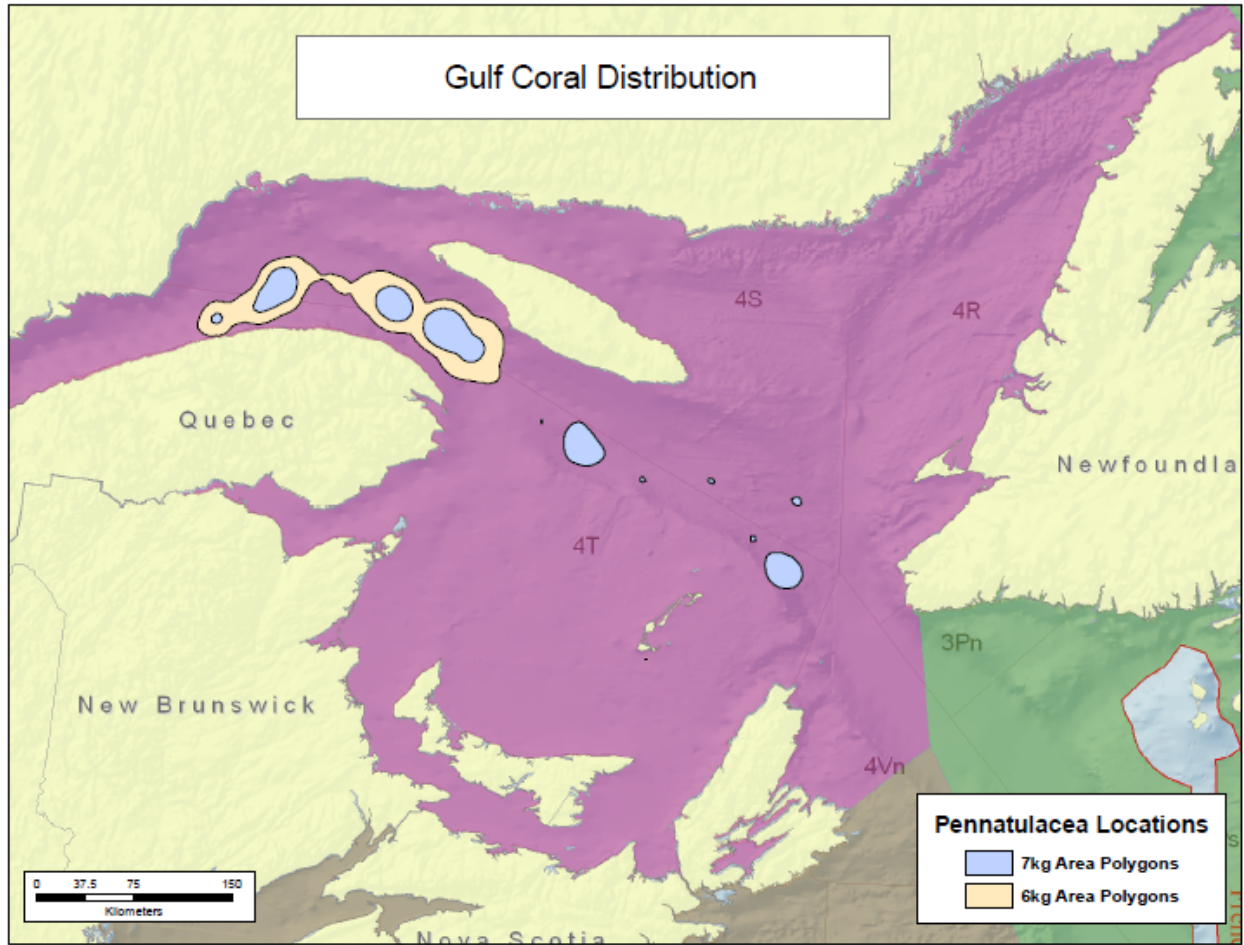 Gulf Coral Distribution
4S
4R
Quebec
Newfoundla
4T
3Pn
New Brunswick
4Vn
Pennatulacea Locations
7kg Area Polygons
6kg Area Polygons
0 37.5 75 150
Kilometers
Nova Scotia